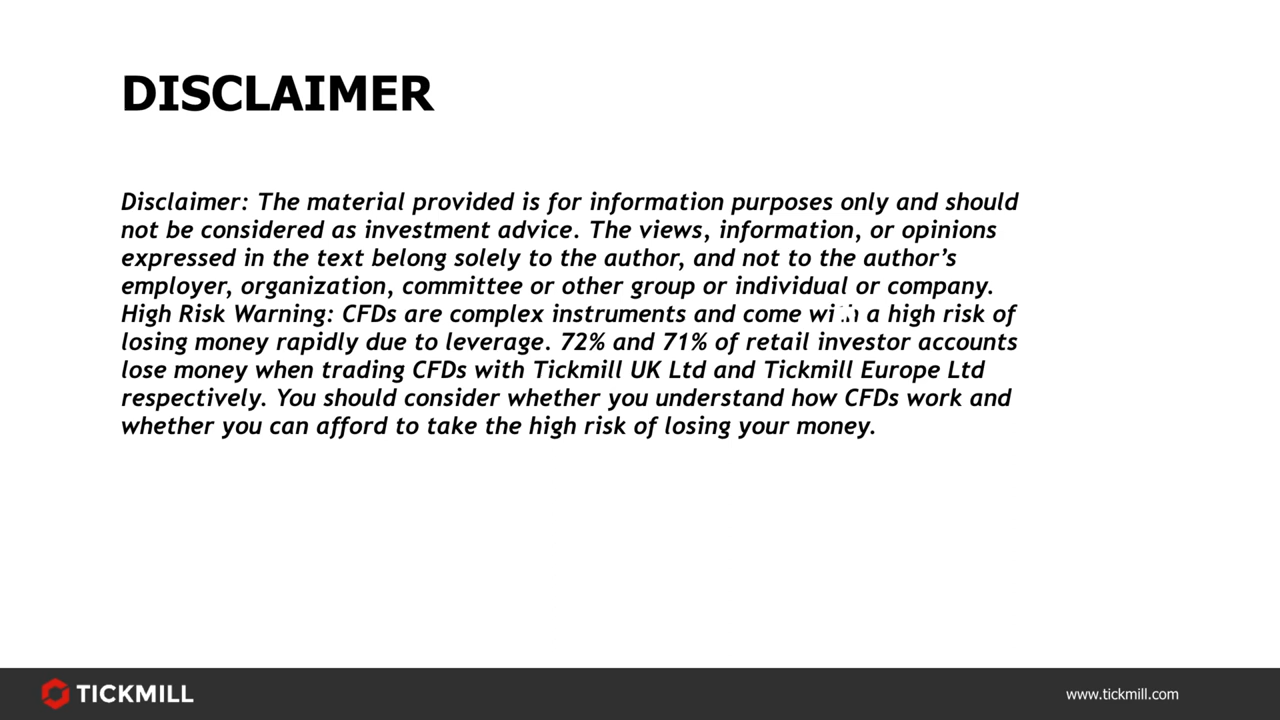 DISCLAIMER
Disclaimer: The material provided is for information purposes only and should
not be considered as investment advice. The views, information, or opinions
expressed in the text belong solely to the author, and not to the author’s
employer, organization, committee or other group or individual or company.
High Risk Warning: CFDs are complex instruments and come with a high risk of
losing money rapidly due to leverage. 72% and 71% of retail investor accounts
lose money when trading CFDs with Tickmill UK Ltd and Tickmill Europe Ltd
respectively. You should consider whether you understand how CFDs work and
whether you can afford to take the high risk of losing your money.
TICKMILL
www.tickmill.com